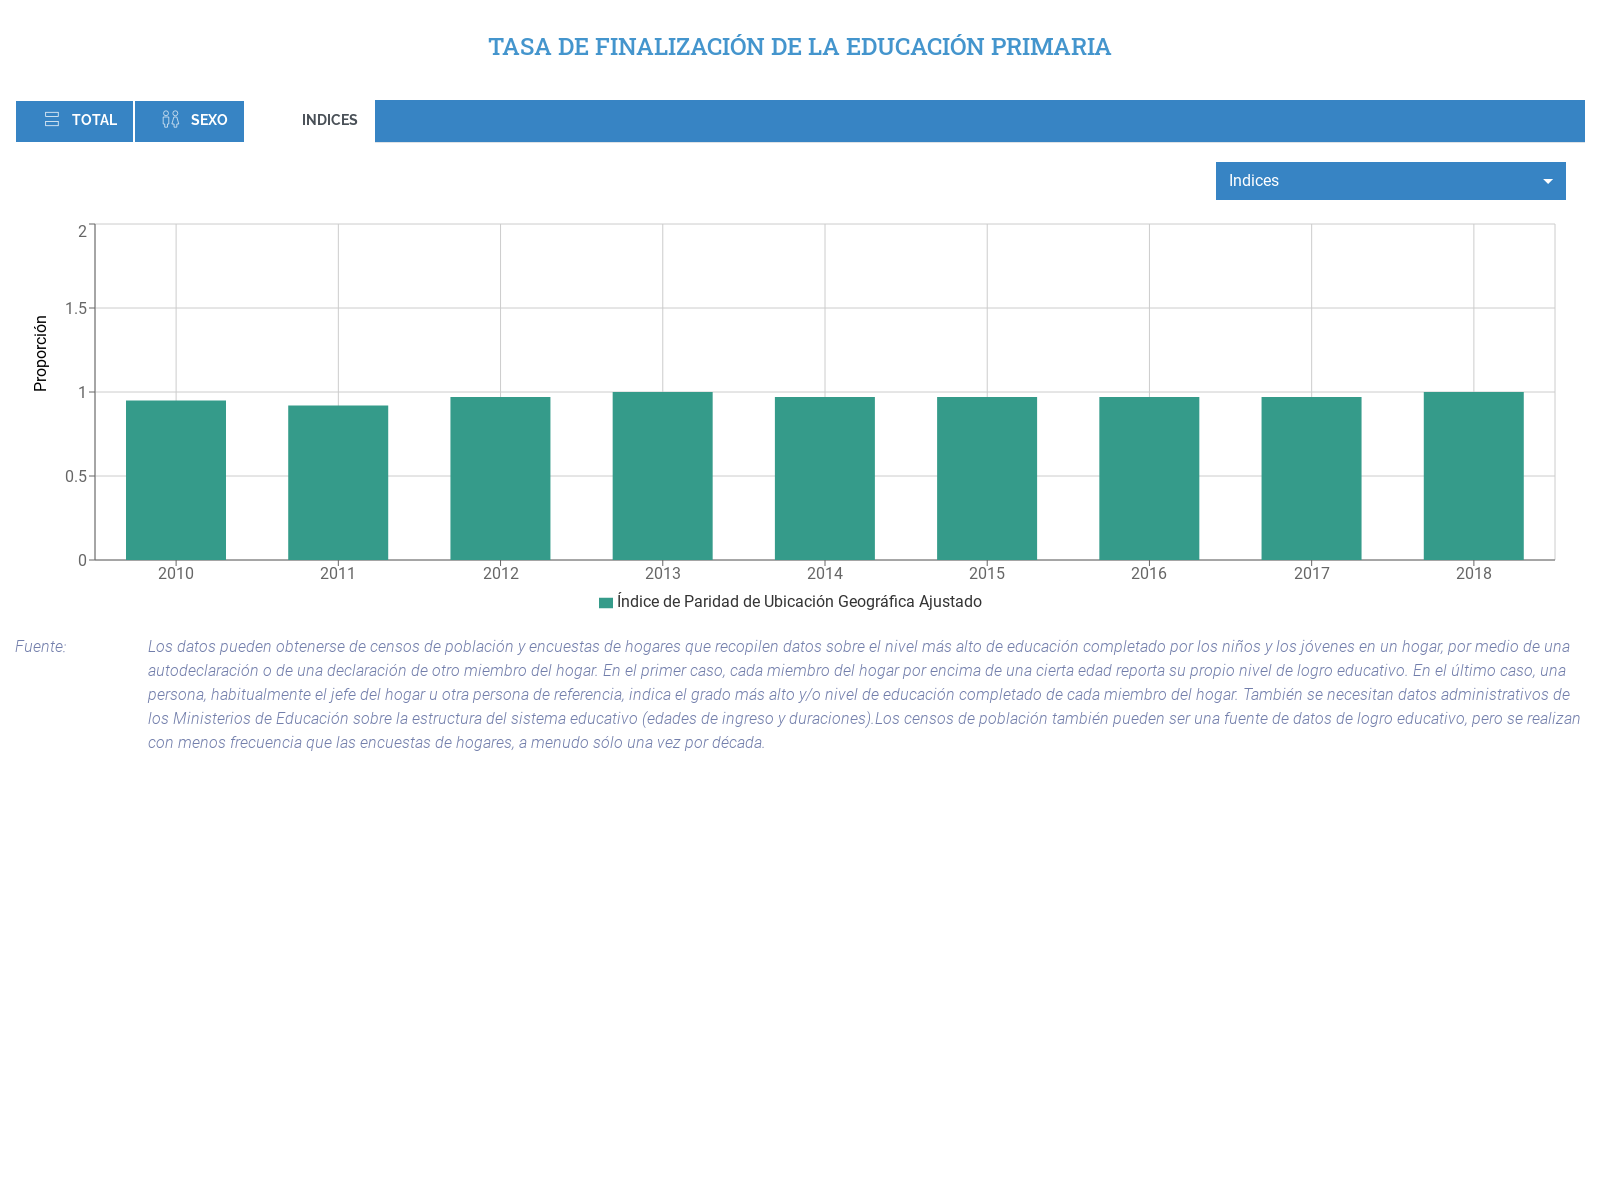 TASA DE FINALIZACIÓN DE LA EDUCACIÓN PRIMARIA
TOTAL SEXO INDICES
Indices
2
1.5
1
0.5
0
Proporción
2010 2011 2012 2013 2014 2015 2016 2017 2018
Índice de Paridad de Ubicación Geográfica Ajustado
Fuente: Los datos pueden obtenerse de censos de población y encuestas de hogares que recopilen datos sobre el nivel más alto de educación completado por los niños y los jóvenes en un hogar, por medio de una
autodeclaración o de una declaración de otro miembro del hogar. En el primer caso, cada miembro del hogar por encima de una cierta edad reporta su propio nivel de logro educativo. En el último caso, una
persona, habitualmente el jefe del hogar u otra persona de referencia, indica el grado más alto y/o nivel de educación completado de cada miembro del hogar. También se necesitan datos administrativos de
los Ministerios de Educación sobre la estructura del sistema educativo (edades de ingreso y duraciones).Los censos de población también pueden ser una fuente de datos de logro educativo, pero se realizan
con menos frecuencia que las encuestas de hogares, a menudo sólo una vez por década.